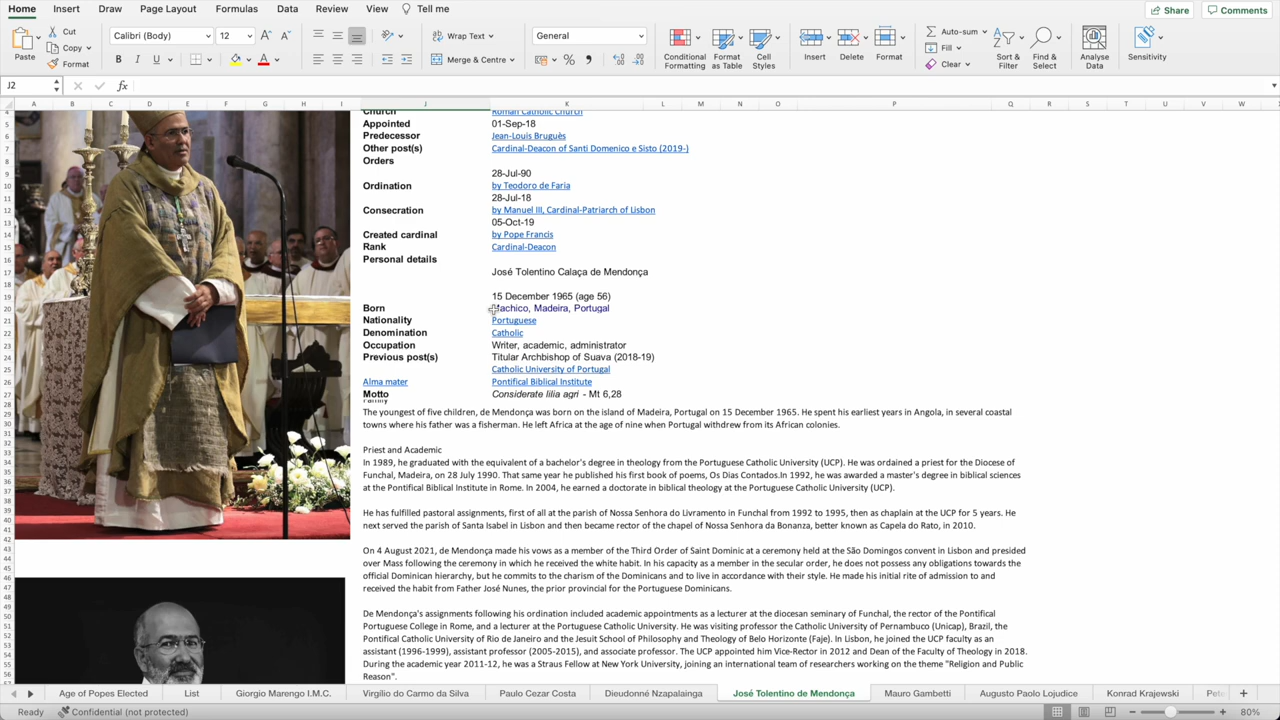 Home Insert Draw Page Layout Formulas Data Review View Tell me
Share Comments
Paste
Cut
Copy
Format
Calibri (Body) 12
B I U
Wrap Text
Merge & Centre
General
Conditional Formatting
Format as Table
Cell Styles
Insert
Delete
Format
Auto-sum
Fill
Clear
Sort & Filter
Find & Select
Analyse Data
Sensitivity
J2 fx
A B C D E F G H I J K L M N O P Q R S T U V W
Church Roman Catholic Church
Appointed 01-Sep-18
Predecessor Jean-Louis Bruguès
Other post(s) Cardinal-Deacon of Santi Domenico e Sisto (2019-)
Orders
28-Jul-90
Ordination by Teodoro de Faria
28-Jul-18
Consecration by Manuel III, Cardinal-Patriarch of Lisbon
05-Oct-19
Created cardinal by Pope Francis
Rank Cardinal-Deacon
Personal details
José Tolentino Calaça de Mendonça
15 December 1965 (age 56)
Born Machico, Madeira, Portugal
Nationality Portuguese
Denomination Catholic
Occupation Writer, academic, administrator
Previous post(s) Titular Archbishop of Suava (2018-19)
Catholic University of Portugal
Alma mater Pontifical Biblical Institute
Motto Considerate lilia agri - Mt 6,28
Family
The youngest of five children, de Mendonça was born on the island of Madeira, Portugal on 15 December 1965. He spent his earliest years in Angola, in several coastal
towns where his father was a fisherman. He left Africa at the age of nine when Portugal withdrew from its African colonies.
Priest and Academic
In 1989, he graduated with the equivalent of a bachelor's degree in theology from the Portuguese Catholic University (UCP). He was ordained a priest for the Diocese of
Funchal, Madeira, on 28 July 1990. That same year he published his first book of poems, Os Dias Contados.In 1992, he was awarded a master's degree in biblical sciences
at the Pontifical Biblical Institute in Rome. In 2004, he earned a doctorate in biblical theology at the Portuguese Catholic University (UCP).
He has fulfilled pastoral assignments, first of all at the parish of Nossa Senhora do Livramento in Funchal from 1992 to 1995, then as chaplain at the UCP for 5 years. He
next served the parish of Santa Isabel in Lisbon and then became rector of the chapel of Nossa Senhora da Bonanza, better known as Capela do Rato, in 2010.
On 4 August 2021, de Mendonça made his vows as a member of the Third Order of Saint Dominic at a ceremony held at the São Domingos convent in Lisbon and presided
over Mass following the ceremony in which he received the white habit. In his capacity as a member in the secular order, he does not possess any obligations towards the
official Dominican hierarchy, but he commits to the charism of the Dominicans and to live in accordance with their style. He made his initial rite of admission to and
received the habit from Father José Nunes, the prior provincial for the Portuguese Dominicans.
De Mendonça's assignments following his ordination included academic appointments as a lecturer at the diocesan seminary of Funchal, the rector of the Pontifical
Portuguese College in Rome, and a lecturer at the Portuguese Catholic University. He was visiting professor the Catholic University of Pernambuco (Unicap), Brazil, the
Pontifical Catholic University of Rio de Janeiro and the Jesuit School of Philosophy and Theology of Belo Horizonte (Faje). In Lisbon, he joined the UCP faculty as an
assistant (1996-1999), assistant professor (2005-2015), and associate professor. The UCP appointed him Vice-Rector in 2012 and Dean of the Faculty of Theology in 2018.
During the academic year 2011-12, he was a Straus Fellow at New York University, joining an international team of researchers working on the theme "Religion and Public
Reason".
Age of Popes Elected List Giorgio Marengo I.M.C. Virgílio do Carmo da Silva Paulo Cezar Costa Dieudonné Nzapalainga José Tolentino de Mendonça Mauro Gambetti Augusto Paolo Lojudice Konrad Krajewski Pet
Ready Confidential (not protected) 80%